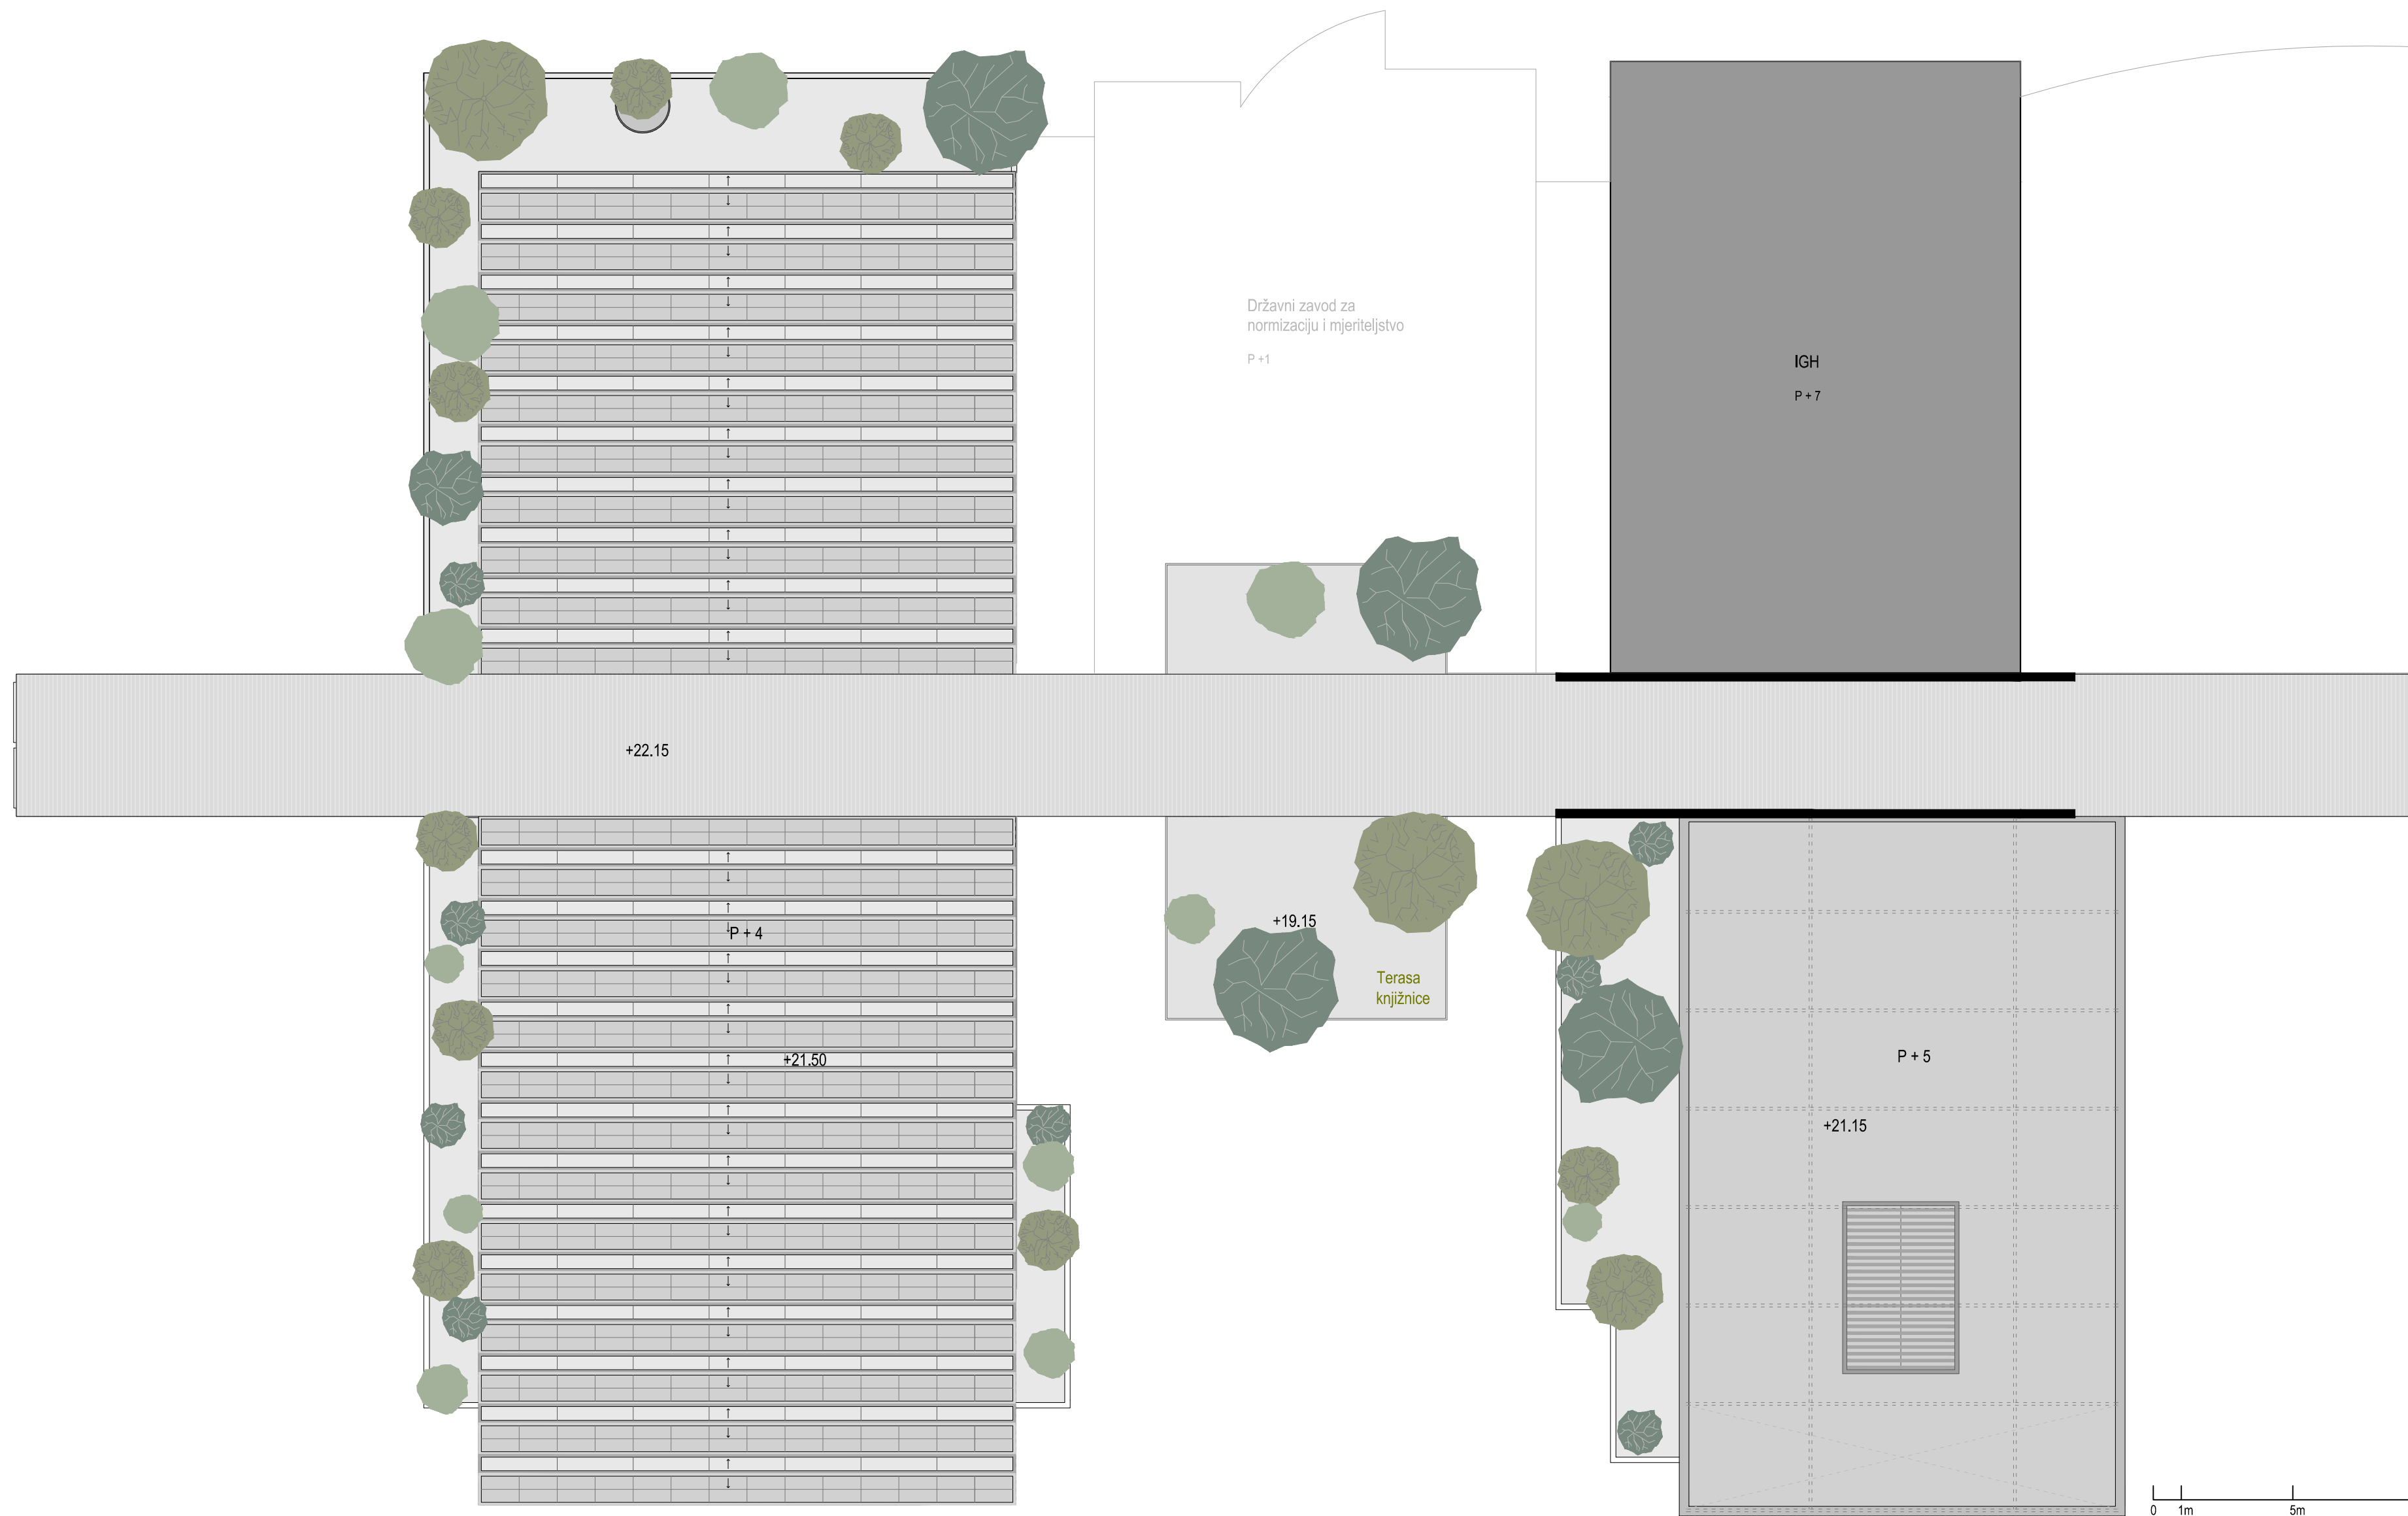 Državni zavod za
normizaciju i mjeriteljstvo
P +1
IGH
P + 7
+22.15
P + 4
+19.15
Terasa
knjižnice
+21.50
P + 5
+21.15
0 1m 5m